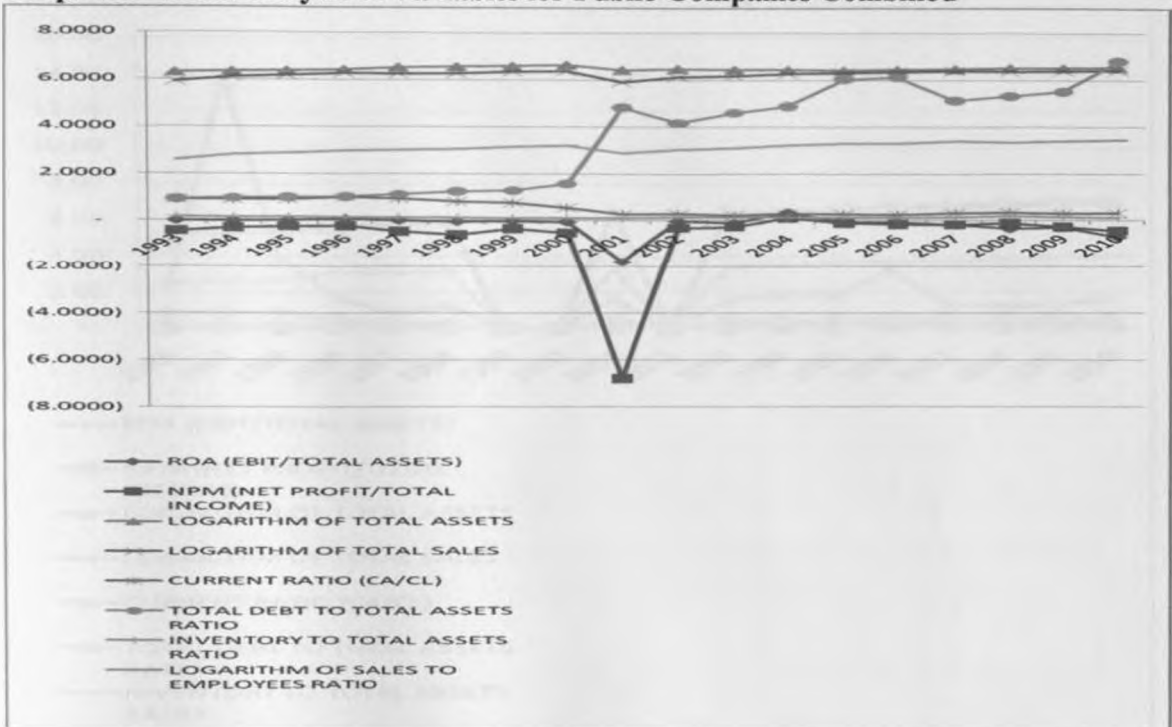 8.0000
6.0000
4.0000
2.0000
(2.0000)
(4.0000)
(6.0000)
(8.0000)
1993 1994 1995 1996 1997 1998 1999 2000 2001 2002 2003 2004 2005 2006 2007 2008 2009 2010
ROA (EBIT/TOTAL ASSETS)
NPM (NET PROFIT/TOTAL
INCOME)
LOGARITHM OF TOTAL ASSETS
LOGARITHM OF TOTAL SALES
CURRENT RATIO (CA/CL)
TOTAL DEBT TO TOTAL ASSETS
RATIO
INVENTORY TO TOTAL ASSETS
RATIO
LOGARITHM OF SALES TO
EMPLOYEES RATIO